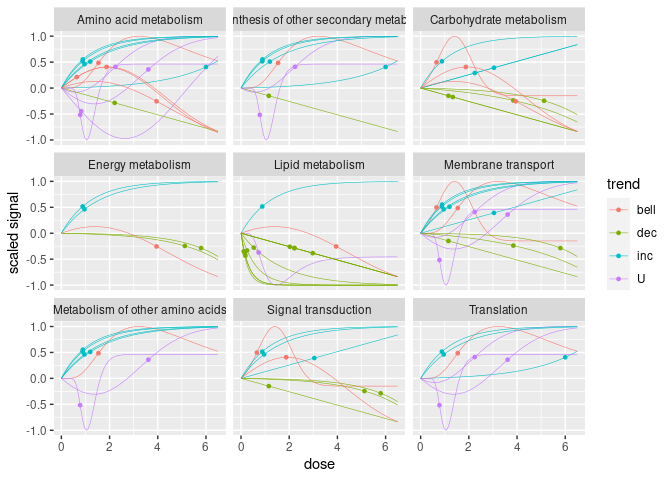 Amino acid metabolism
nthesis of other secondary metab
Carbohydrate metabolism
1.0
0.5
0.0
-0.5
-1.0
Energy metabolism
Lipid metabolism
Membrane transport
1.0
0.5
0.0
-0.5
-1.0
scaled signal
trend
bell
dec
inc
U
Metabolism of other amino acids
Signal transduction
Translation
1.0
0.5
0.0
-0.5
-1.0
0 2 4 6 0 2 4 6 0 2 4 6
dose